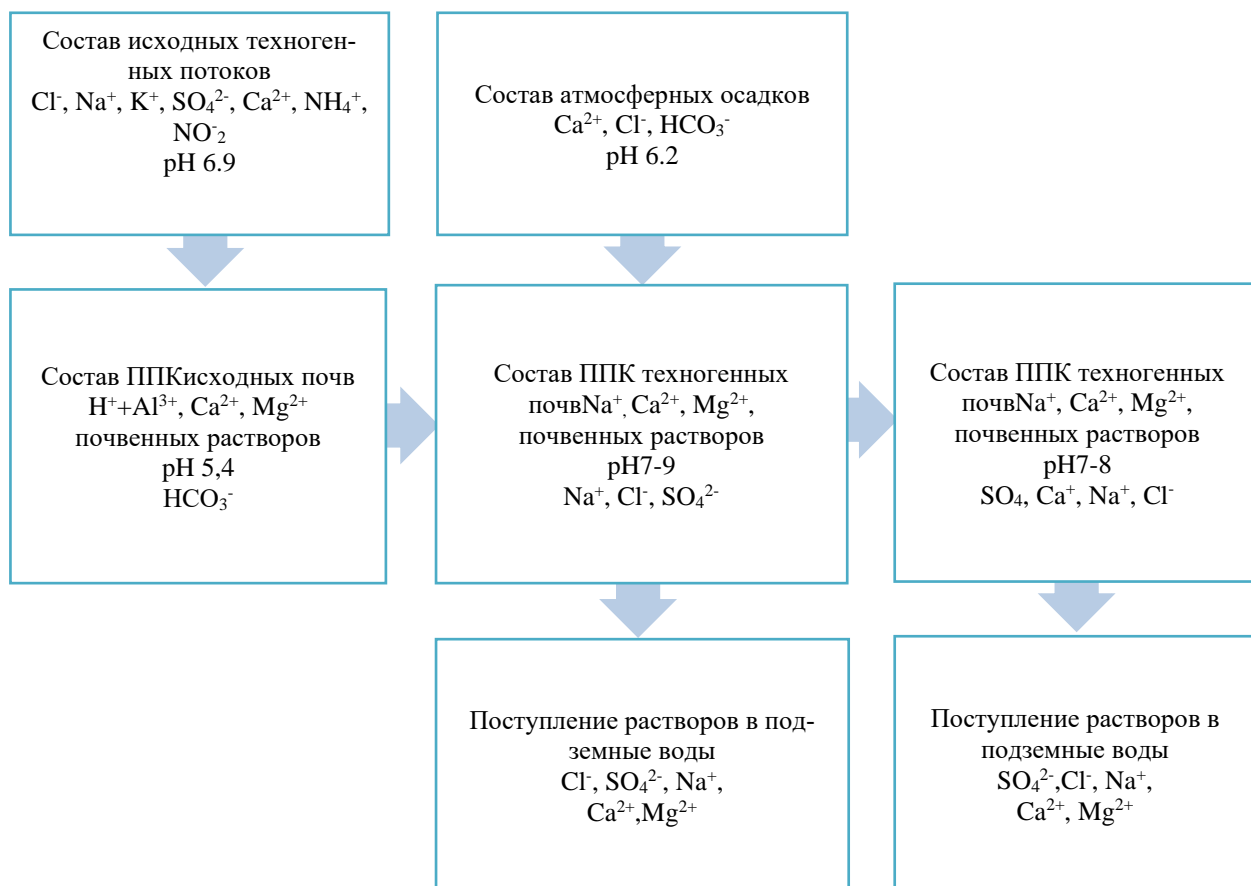 Состав исходных техноген-
ных потоков
Cl⁻, Na⁺, K⁺, SO₄²⁻, Ca²⁺, NH₄⁺,
NO⁻₂
pH 6.9
Состав атмосферных осадков
Ca²⁺, Cl⁻, HCO₃⁻
pH 6.2
Состав ППКисходных почв
H⁺+Al³⁺, Ca²⁺, Mg²⁺
почвенных растворов
pH 5,4
HCO₃⁻
Состав ППК техногенных
почвNa⁺, Ca²⁺, Mg²⁺,
почвенных растворов
pH7-9
Na⁺, Cl⁻, SO₄²⁻
Состав ППК техногенных
почвNa⁺, Ca²⁺, Mg²⁺,
почвенных растворов
pH7-8
SO₄, Ca⁺, Na⁺, Cl⁻
Поступление растворов в под-
земные воды
Cl⁻, SO₄²⁻, Na⁺,
Ca²⁺,Mg²⁺
Поступление растворов в
подземные воды
SO₄²⁻,Cl⁻, Na⁺,
Ca²⁺, Mg²⁺